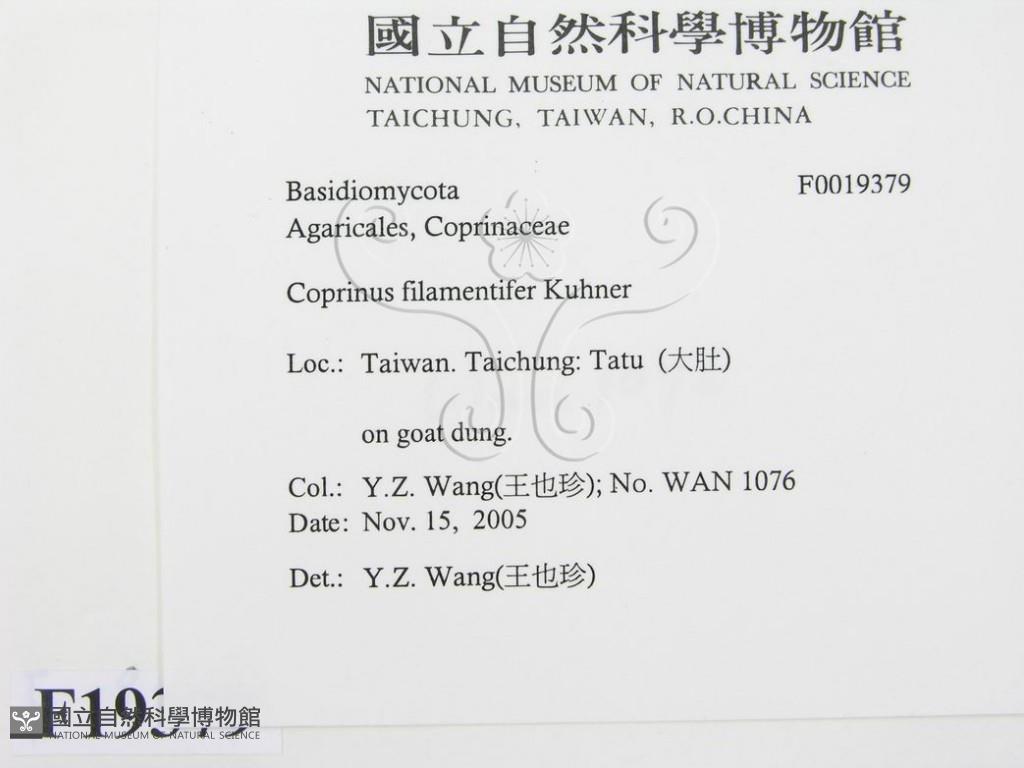 國立自然科學博物館
NATIONAL MUSEUM OF NATURAL SCIENCE
TAICHUNG, TAIWAN, R.O.CHINA
Basidiomycota F0019379
Agaricales, Coprinaceae
Coprinus filamentifer Kuhner
Loc.: Taiwan. Taichung: Tatu (大肚)
on goat dung.
Col.: Y.Z. Wang(王也珍); No. WAN 1076
Date: Nov. 15, 2005
Det.: Y.Z. Wang(王也珍)
國立自然科學博物館
NATIONAL MUSEUM OF NATURAL SCIENCE